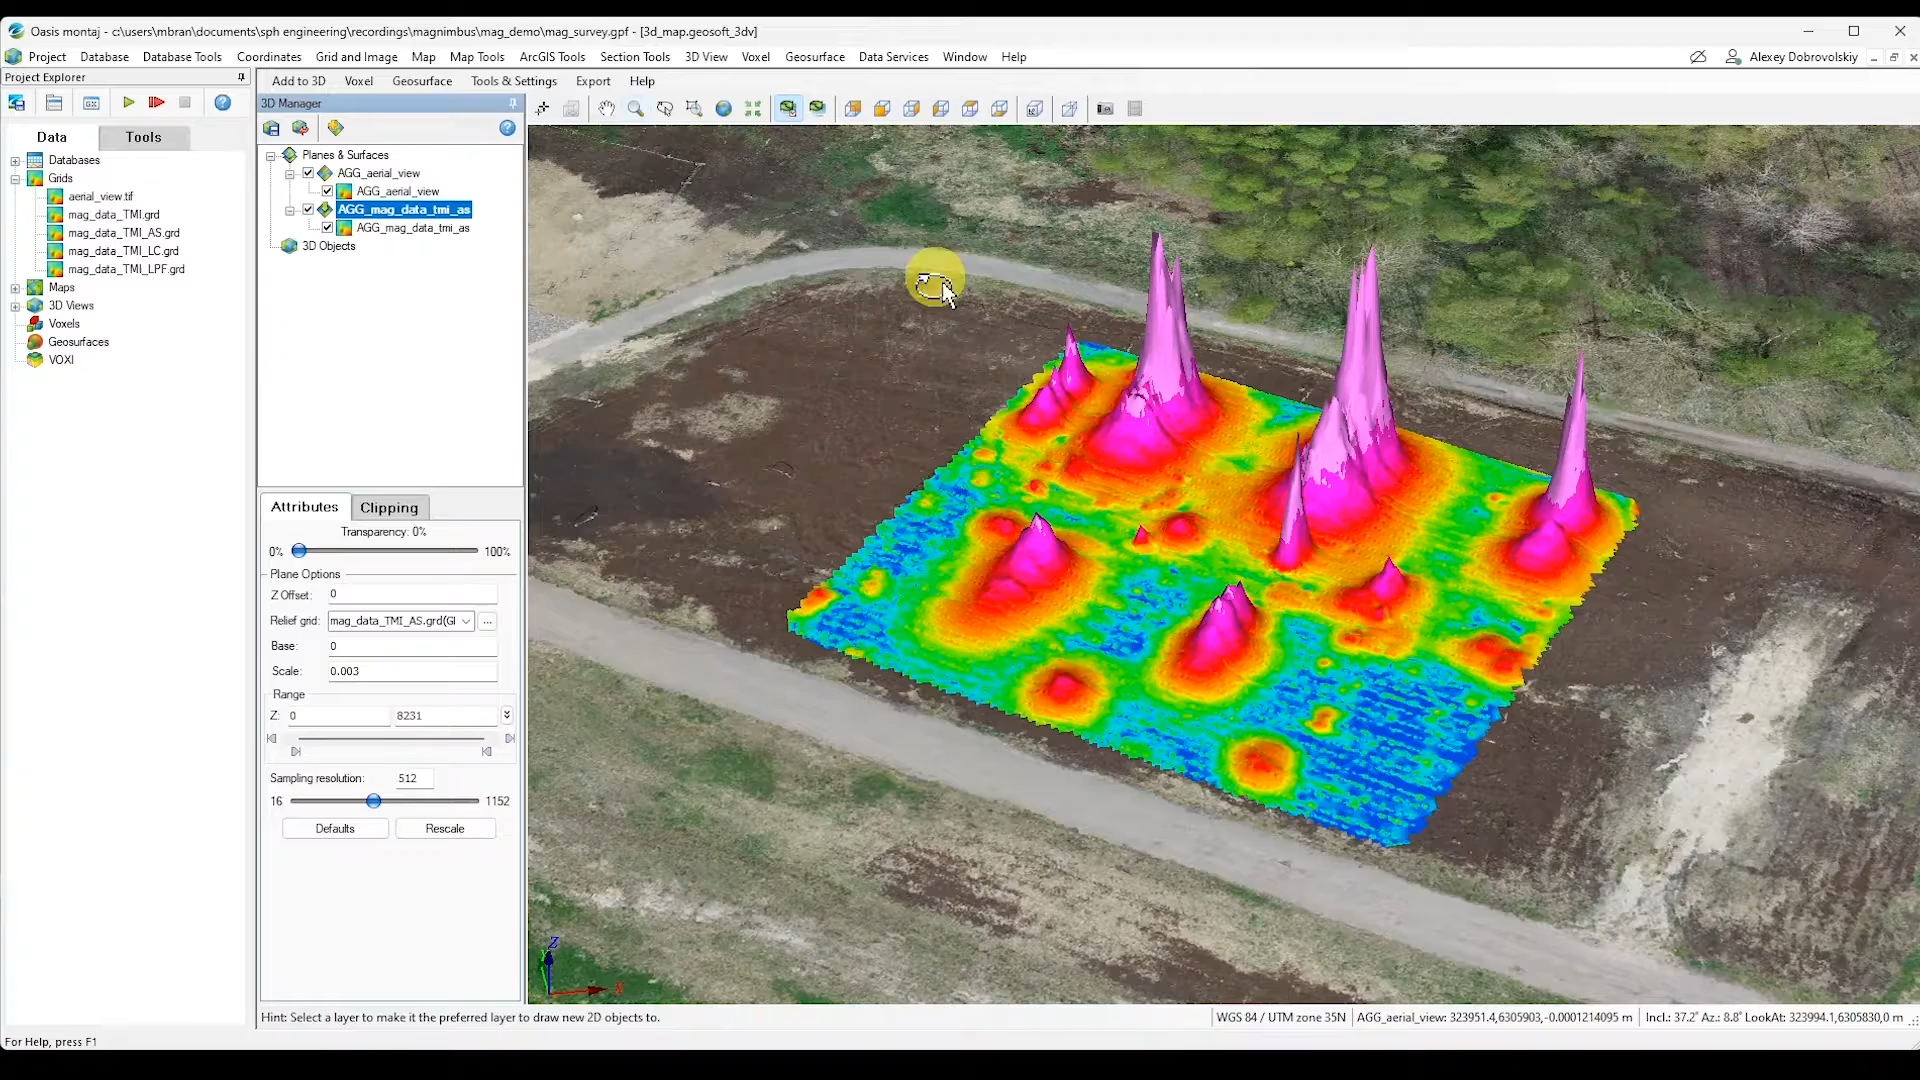 Oasis montaj - c:\users\mbran\documents\sph engineering\recordings\magnimbus\mag_demo\mag_survey.gpf - [3d_map.geosoft_3dv]
Project Database Database Tools Coordinates Grid and Image Map Map Tools ArcGIS Tools Section Tools 3D View Voxel Geosurface Data Services Window Help Alexey Dobrovolskiy
Project Explorer
Add to 3D Voxel Geosurface Tools & Settings Export Help
3D Manager
Data Tools
Databases
Grids
aerial_view.tif
mag_data_TMI.grd
mag_data_TMI_AS.grd
mag_data_TMI_LC.grd
mag_data_TMI_LPF.grd
Maps
3D Views
Voxels
Geosurfaces
VOXI
Planes & Surfaces
AGG_aerial_view
AGG_aerial_view
AGG_mag_data_tmi_as
AGG_mag_data_tmi_as
3D Objects
Attributes Clipping
Transparency: 0%
0% 100%
Plane Options
Z Offset: 0
Relief grid: mag_data_TMI_AS.grd(GI ...
Base: 0
Scale: 0.003
Range
Z: 0 8231
Sampling resolution: 512
16 1152
Defaults Rescale
Z
X
Hint: Select a layer to make it the preferred layer to draw new 2D objects to.
WGS 84 / UTM zone 35N AGG_aerial_view: 323951.4,6305903,-0.0001214095 m Incl.: 37.2° Az.: 8.8° LookAt: 323994.1,6305830,0 m
For Help, press F1